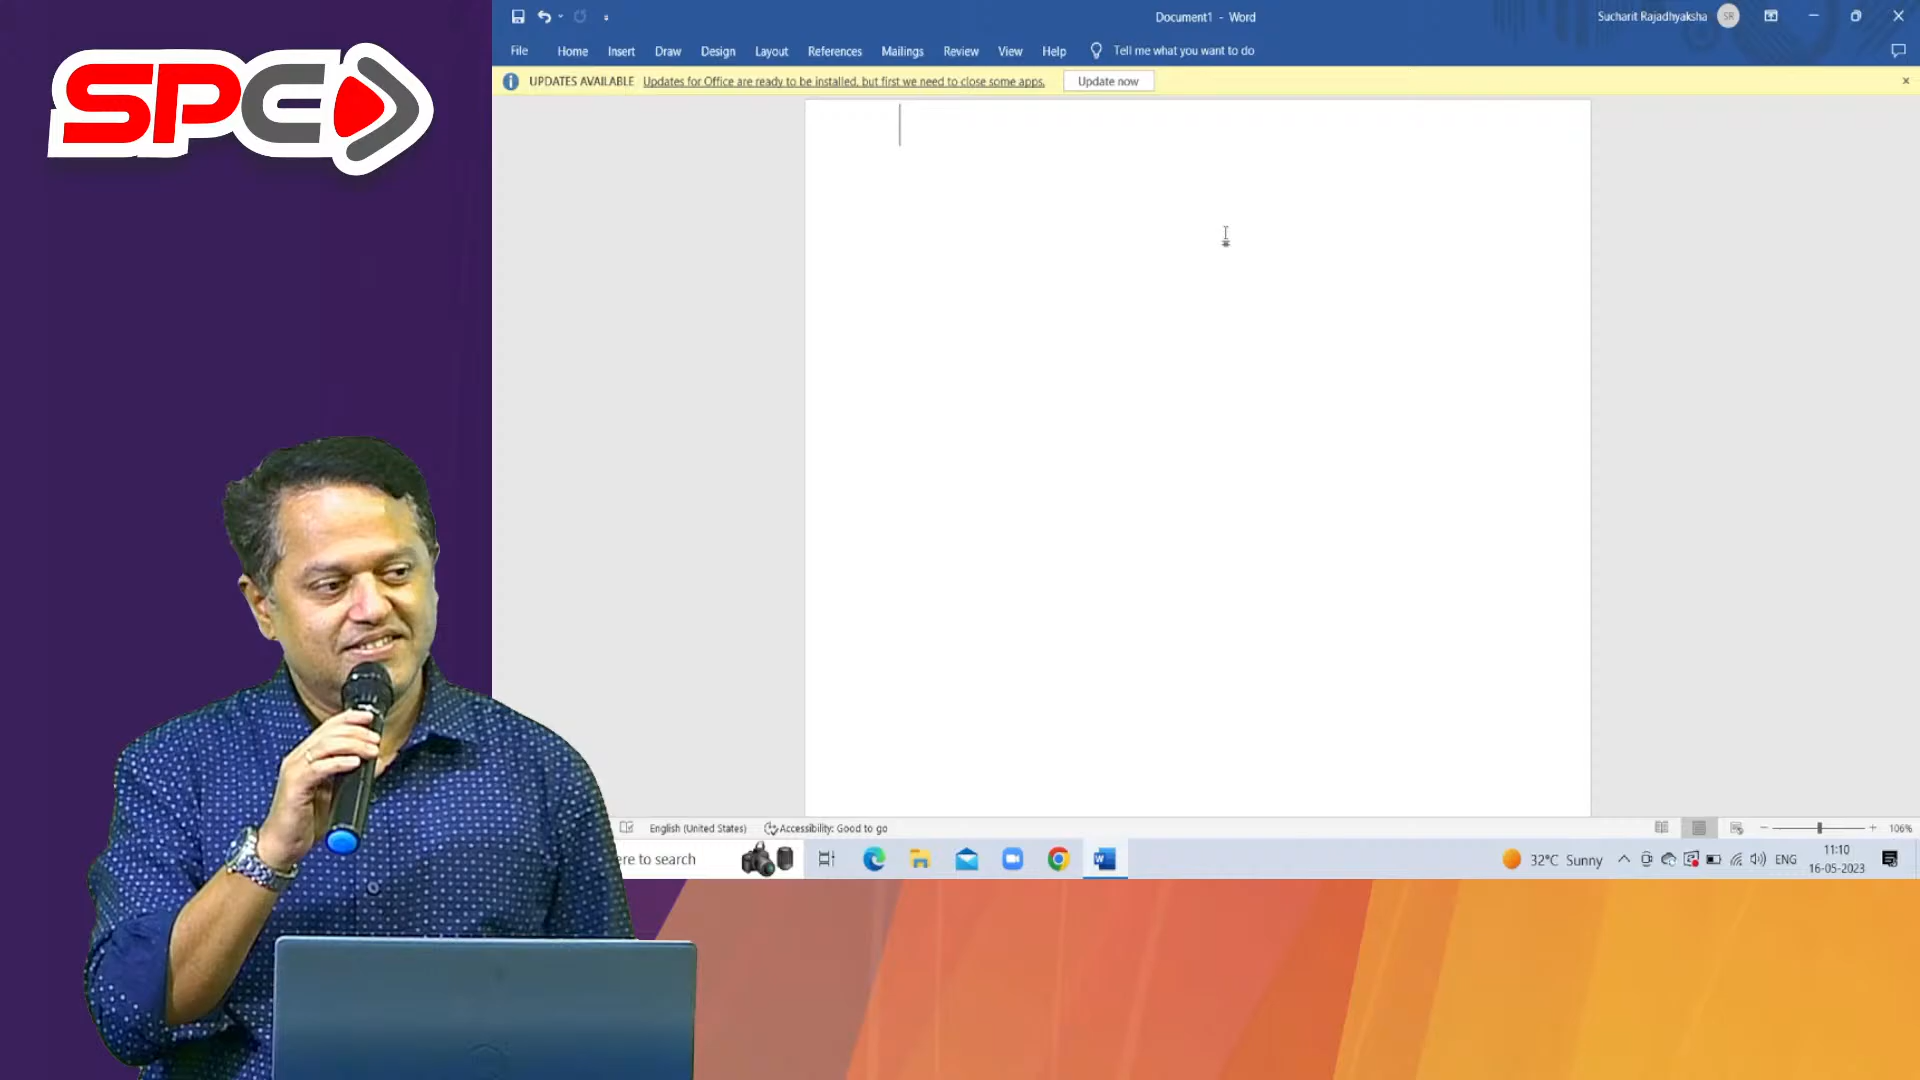 SPE
Document1 - Word
Sucharit Rajadhyaksha
SR
File Home Insert Draw Design Layout References Mailings Review View Help Tell me what you want to do
UPDATES AVAILABLE Updates for Office are ready to be installed, but first we need to close some apps. Update now
English (United States) Accessibility: Good to go
106%
ere to search
32°C Sunny
ENG
11:10
16-05-2023